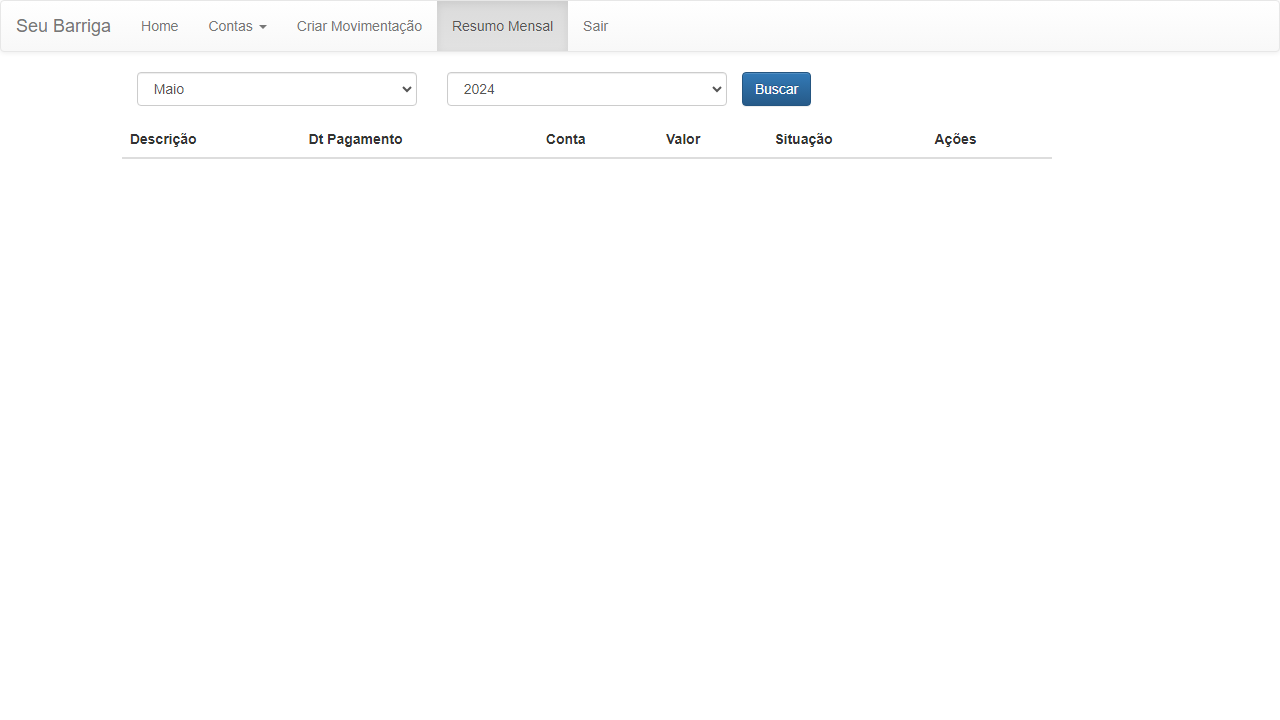 Seu Barriga Home Contas Criar Movimentação Resumo Mensal Sair
Maio 2024 Buscar
Descrição Dt Pagamento Conta Valor Situação Ações